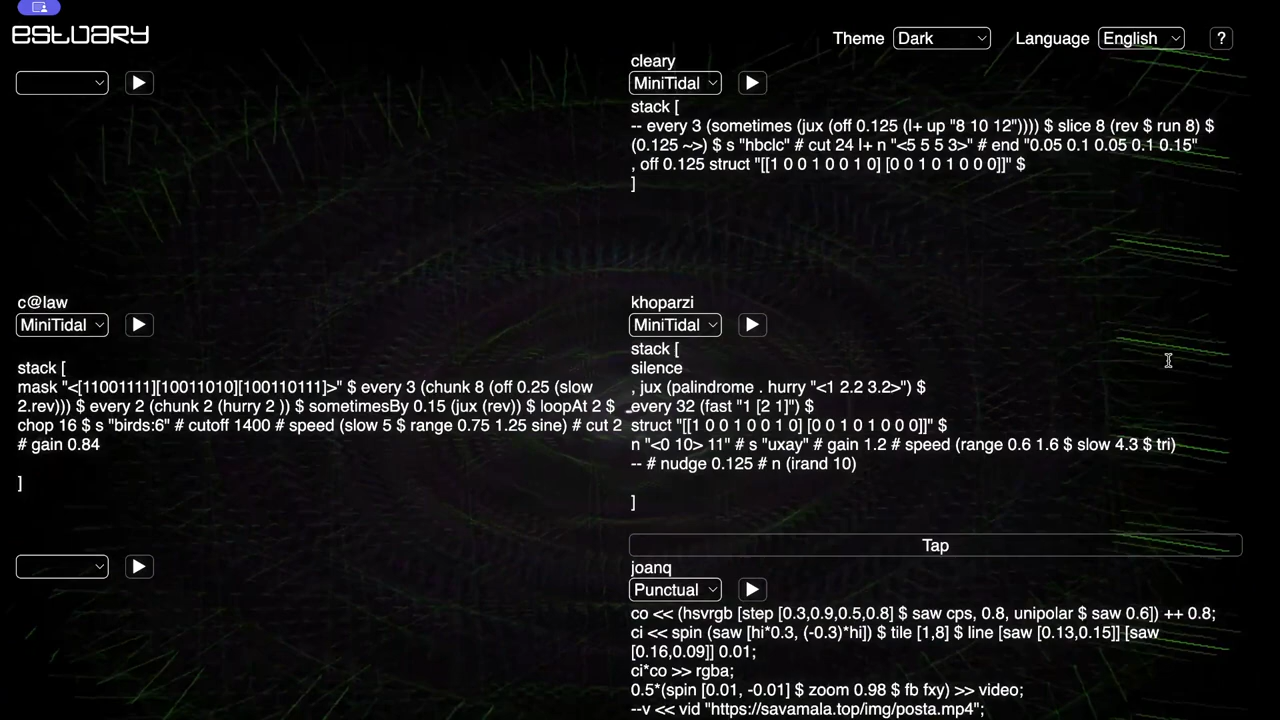 estuary
Theme Dark Language English ?
cleary
MiniTidal
stack [
-- every 3 (sometimes (jux (off 0.125 (|+ up "8 10 12")))) $ slice 8 (rev $ run 8) $
(0.125 ~>) $ s "hbclc" # cut 24 |+ n "<5 5 5 3>" # end "0.05 0.1 0.05 0.1 0.15"
, off 0.125 struct "[[1 0 0 1 0 0 1 0] [0 0 1 0 1 0 0 0]]" $
]
c@law
MiniTidal
stack [
mask "<[11001111][10011010][100110111]>" $ every 3 (chunk 8 (off 0.25 (slow
2.rev))) $ every 2 (chunk 2 (hurry 2 )) $ sometimesBy 0.15 (jux (rev)) $ loopAt 2 $
chop 16 $ s "birds:6" # cutoff 1400 # speed (slow 5 $ range 0.75 1.25 sine) # cut 2
# gain 0.84
]
khoparzi
MiniTidal
stack [
silence
, jux (palindrome . hurry "<1 2.2 3.2>") $
every 32 (fast "1 [2 1]") $
struct "[[1 0 0 1 0 0 1 0] [0 0 1 0 1 0 0 0]]" $
n "<0 10> 11" # s "uxay" # gain 1.2 # speed (range 0.6 1.6 $ slow 4.3 $ tri)
-- # nudge 0.125 # n (irand 10)
]
Tap
joanq
Punctual
co << (hsvrgb [step [0.3,0.9,0.5,0.8] $ saw cps, 0.8, unipolar $ saw 0.6]) ++ 0.8;
ci << spin (saw [hi*0.3, (-0.3)*hi]) $ tile [1,8] $ line [saw [0.13,0.15]] [saw
[0.16,0.09]] 0.01;
ci*co >> rgba;
0.5*(spin [0.01, -0.01] $ zoom 0.98 $ fb fxy) >> video;
--v << vid "https://savamala.top/img/posta.mp4";